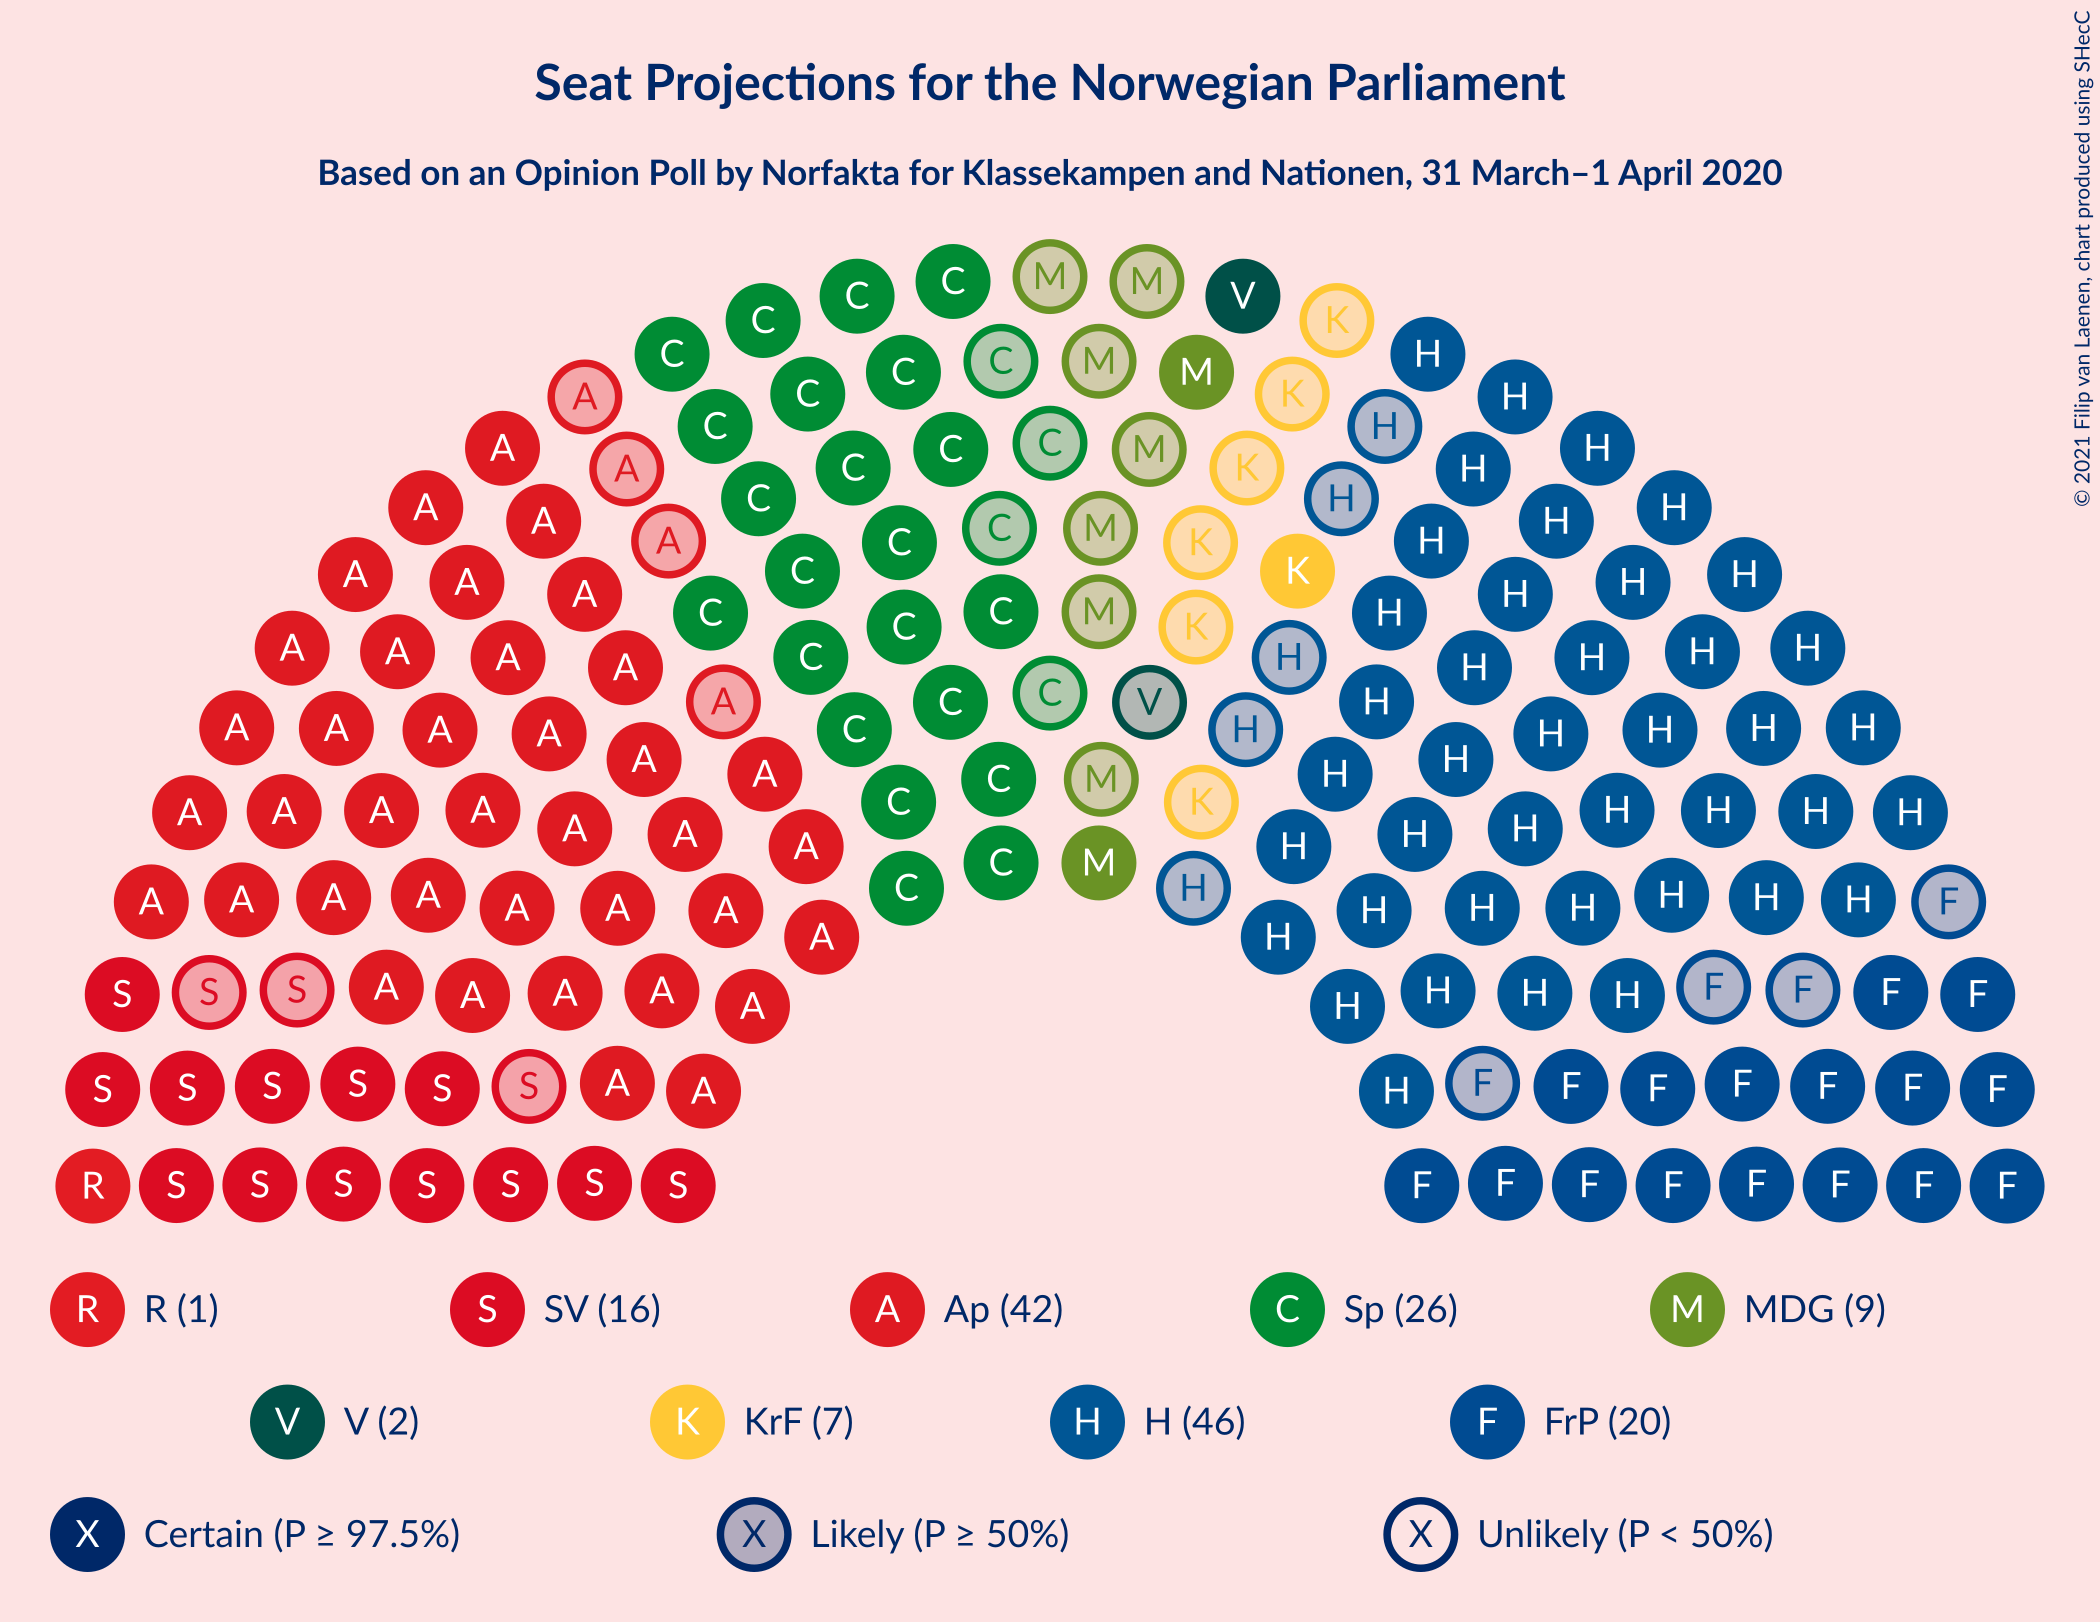 Seat Projections for the Norwegian Parliament
Based on an Opinion Poll by Norfakta for Klassekampen and Nationen, 31 March–1 April 2020
© 2021 Filip van Laenen, chart produced using SHecC
C C M M V
C C K
C C M M H
A C C K H
C C M K H H
A A C C K H H
A A C C H H
A A C M K H H
A A C C K H H
A A C C M K H H
A A C C H H
A A C V H H
A A A C H H H
A A A A C C M K H H H H
A A A A A C C M H H H H H
A A A A A A A A H H H H H H H F
S S S A A A A A H H H H F F F F
S S S S S S A A H F F F F F F F
R S S S S S S S F F F F F F F F
R R (1) S SV (16) A Ap (42) C Sp (26) M MDG (9)
V V (2) K KrF (7) H H (46) F FrP (20)
X Certain (P ≥ 97.5%) X Likely (P ≥ 50%) X Unlikely (P < 50%)